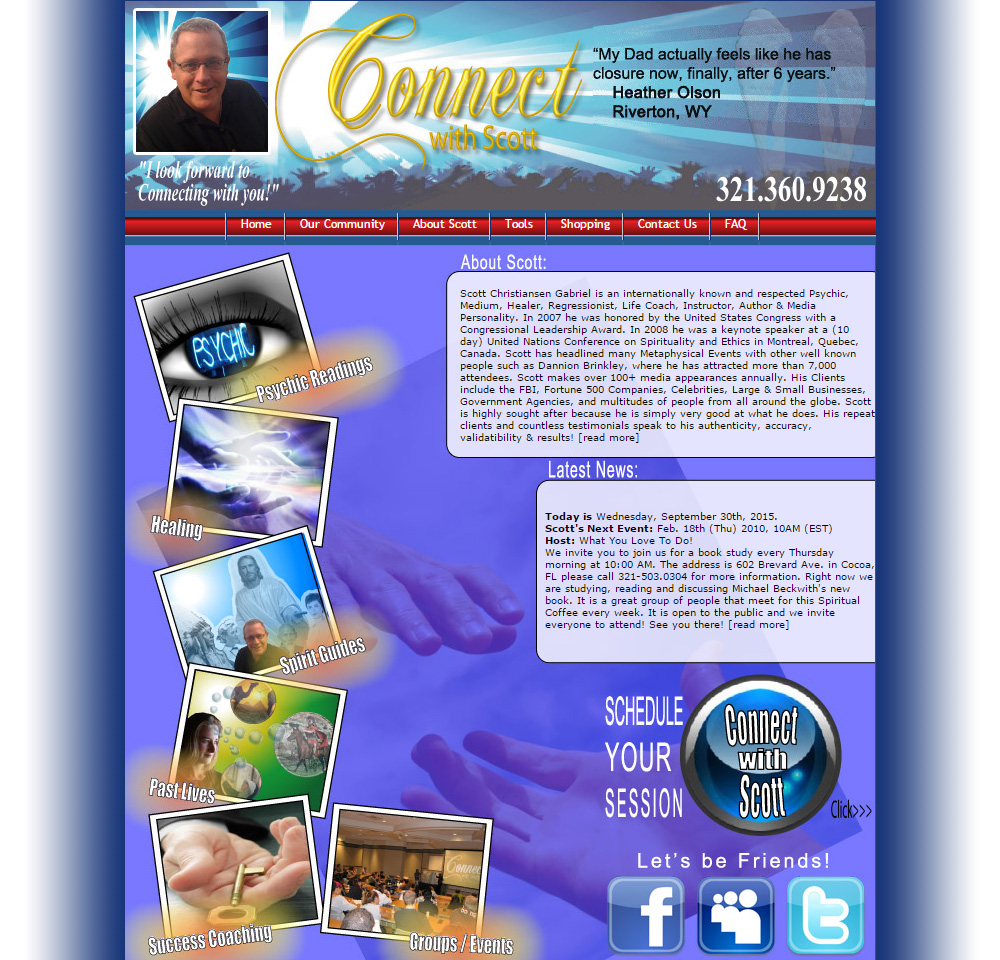 "I look forward to
Connecting with you!"
Connect
with Scott
“My Dad actually feels like he has
closure now, finally, after 6 years.”
Heather Olson
Riverton, WY
321.360.9238
Home
Our Community
About Scott
Tools
Shopping
Contact Us
FAQ
PSYCHIC
Psychic Readings
Healing
Spirit Guides
Past Lives
Success Coaching
Groups / Events
About Scott:
Scott Christiansen Gabriel is an internationally known and respected Psychic,
Medium, Healer, Regressionist, Life Coach, Instructor, Author & Media
Personality. In 2007 he was honored by the United States Congress with a
Congressional Leadership Award. In 2008 he was a keynote speaker at a (10
day) United Nations Conference on Spirituality and Ethics in Montreal, Quebec,
Canada. Scott has headlined many Metaphysical Events with other well known
people such as Dannion Brinkley, where he has attracted more than 7,000
attendees. Scott makes over 100+ media appearances annually. His Clients
include the FBI, Fortune 500 Companies, Celebrities, Large & Small Businesses,
Government Agencies, and multitudes of people from all around the globe. Scott
is highly sought after because he is simply very good at what he does. His repeat
clients and countless testimonials speak to his authenticity, accuracy,
validatibility & results! [read more]
Latest News:
Today is Wednesday, September 30th, 2015.
Scott's Next Event: Feb. 18th (Thu) 2010, 10AM (EST)
Host: What You Love To Do!
We invite you to join us for a book study every Thursday
morning at 10:00 AM. The address is 602 Brevard Ave. in Cocoa,
FL please call 321-503.0304 for more information. Right now we
are studying, reading and discussing Michael Beckwith's new
book. It is a great group of people that meet for this Spiritual
Coffee every week. It is open to the public and we invite
everyone to attend! See you there! [read more]
SCHEDULE
YOUR
SESSION
Connect
with
Scott
Click>>>
Let's be Friends!